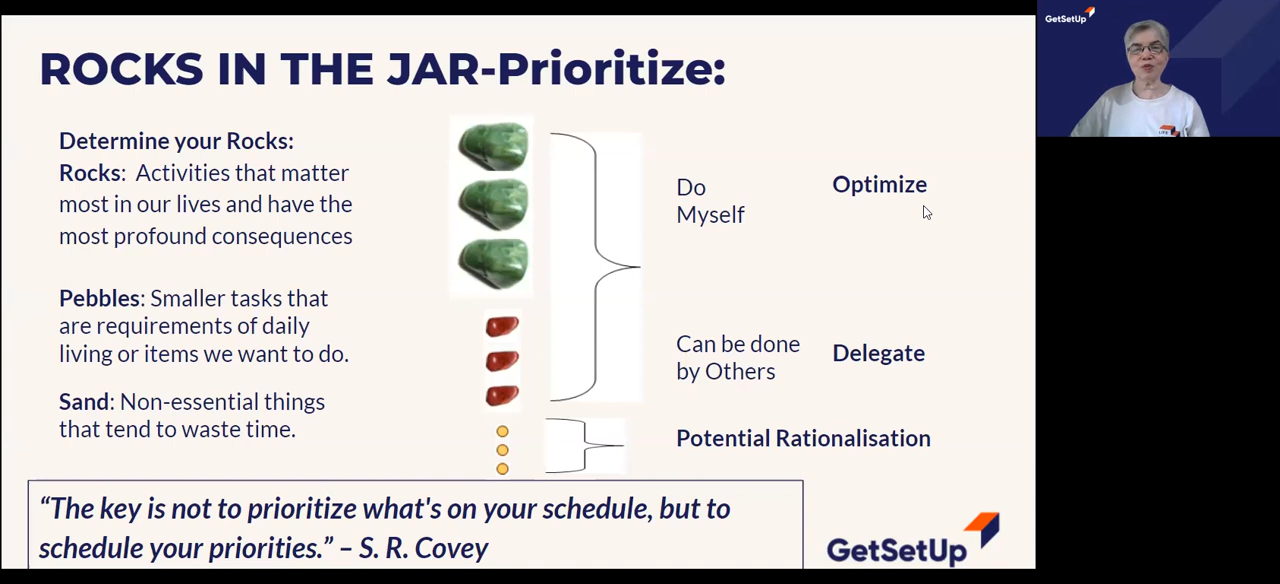 ROCKS IN THE JAR-Prioritize:
Determine your Rocks:
Rocks: Activities that matter
most in our lives and have the
most profound consequences
Pebbles: Smaller tasks that
are requirements of daily
living or items we want to do.
Sand: Non-essential things
that tend to waste time.
Do
Myself
Optimize
Can be done
by Others
Delegate
Potential Rationalisation
“The key is not to prioritize what's on your schedule, but to
schedule your priorities.” – S. R. Covey
GetSetUp
GetSetUp